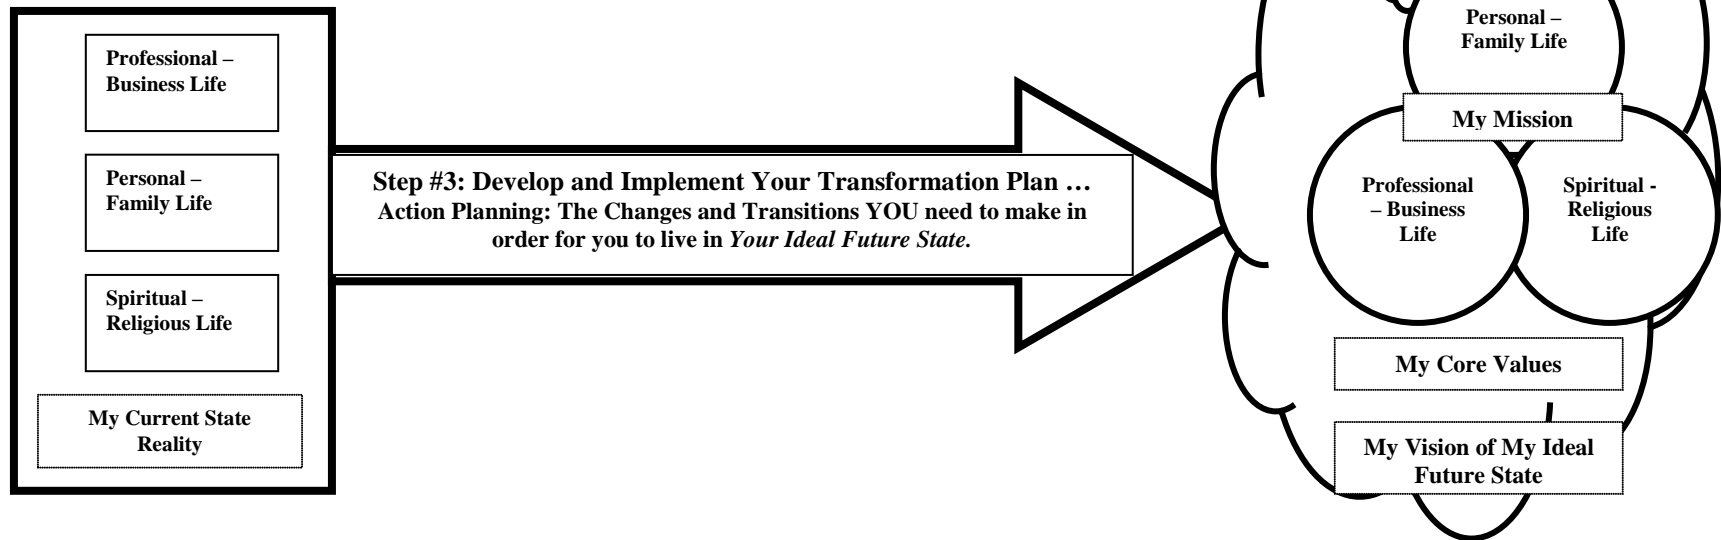 Professional –
Business Life
Personal –
Family Life
Spiritual –
Religious Life
My Current State
Reality
Step #3: Develop and Implement Your Transformation Plan …
Action Planning: The Changes and Transitions YOU need to make in
order for you to live in Your Ideal Future State.
Personal –
Family Life
My Mission
Professional
– Business
Life
Spiritual -
Religious
Life
My Core Values
My Vision of My Ideal
Future State